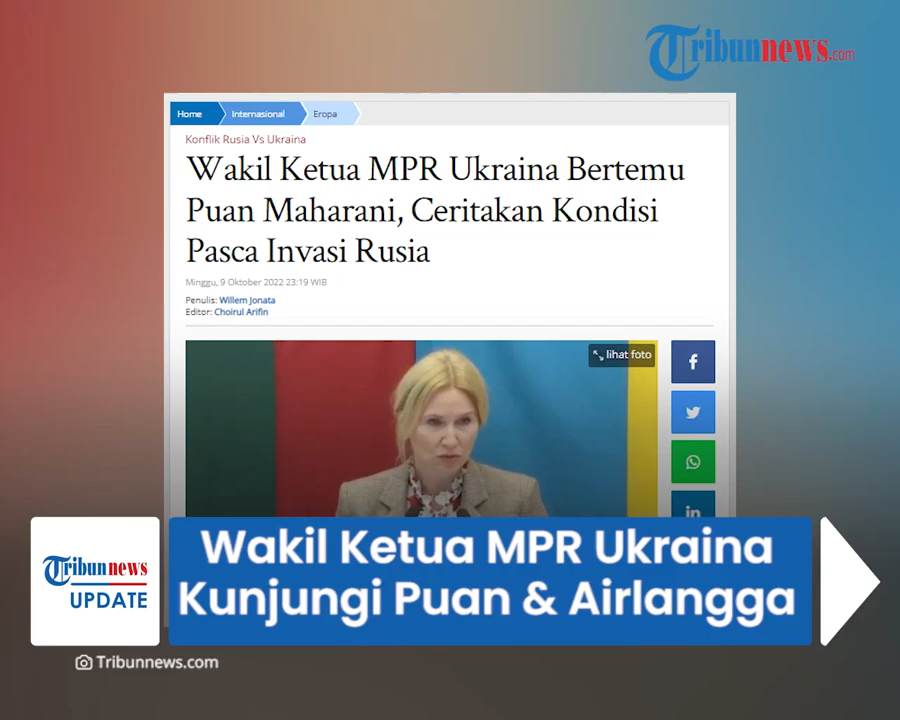 Tribunnews.com
Home Internasional Eropa
Konflik Rusia Vs Ukraina
Wakil Ketua MPR Ukraina Bertemu
Puan Maharani, Ceritakan Kondisi
Pasca Invasi Rusia
Minggu, 9 Oktober 2022 23:19 WIB
Penulis: Willem Jonata
Editor: Choirul Arifin
lihat foto
f
in
Wakil Ketua MPR Ukraina
Kunjungi Puan & Airlangga
Tribunnews
UPDATE
Tribunnews.com